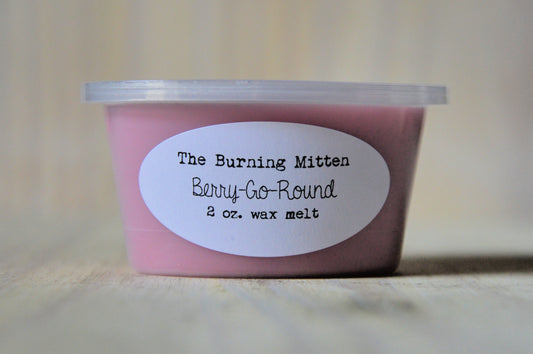 The Burning Mitten
Berry-Go-Round
2 oz. wax melt